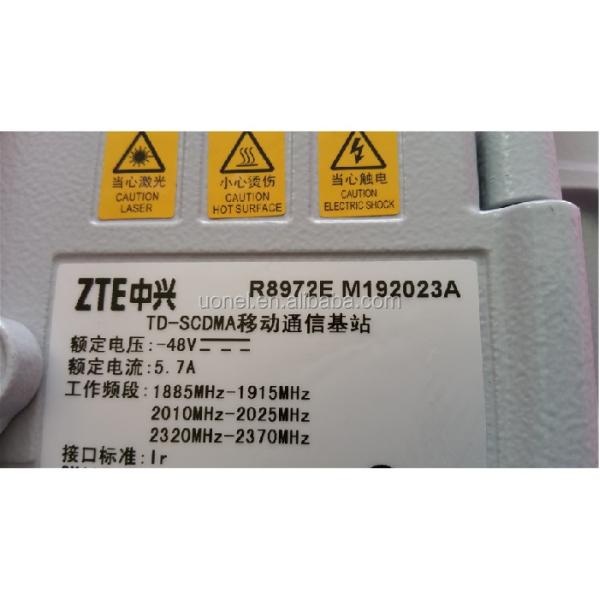 当心激光
CAUTION
LASER
小心烫伤
CAUTION
HOT SURFACE
当心触电
CAUTION
ELECTRIC SHOCK
ZTE中兴
R8972E M192023A
uonel.en.alibaba.com
TD-SCDMA移动通信基站
额定电压:-48V
额定电流:5.7A
工作频段:1885MHz-1915MHz
2010MHz-2025MHz
2320MHz-2370MHz
接口标准:Ir